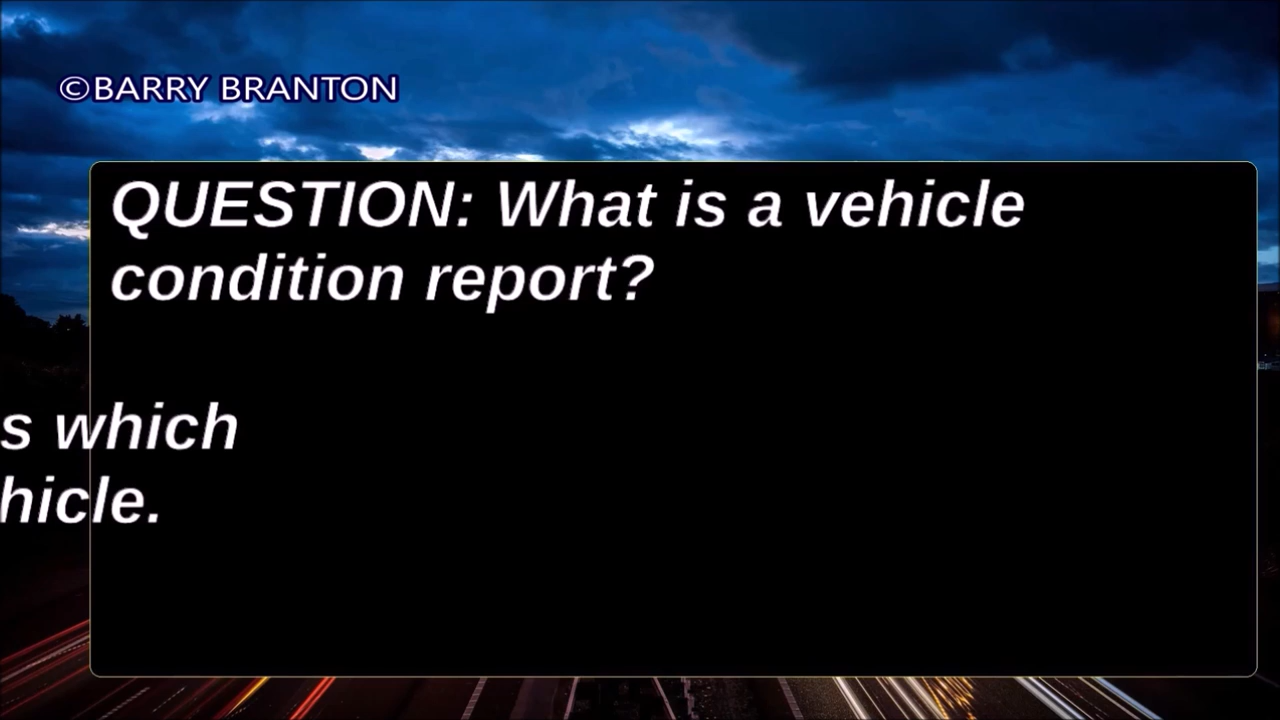 ©BARRY BRANTON
QUESTION: What is a vehicle
condition report?
s which
hicle.